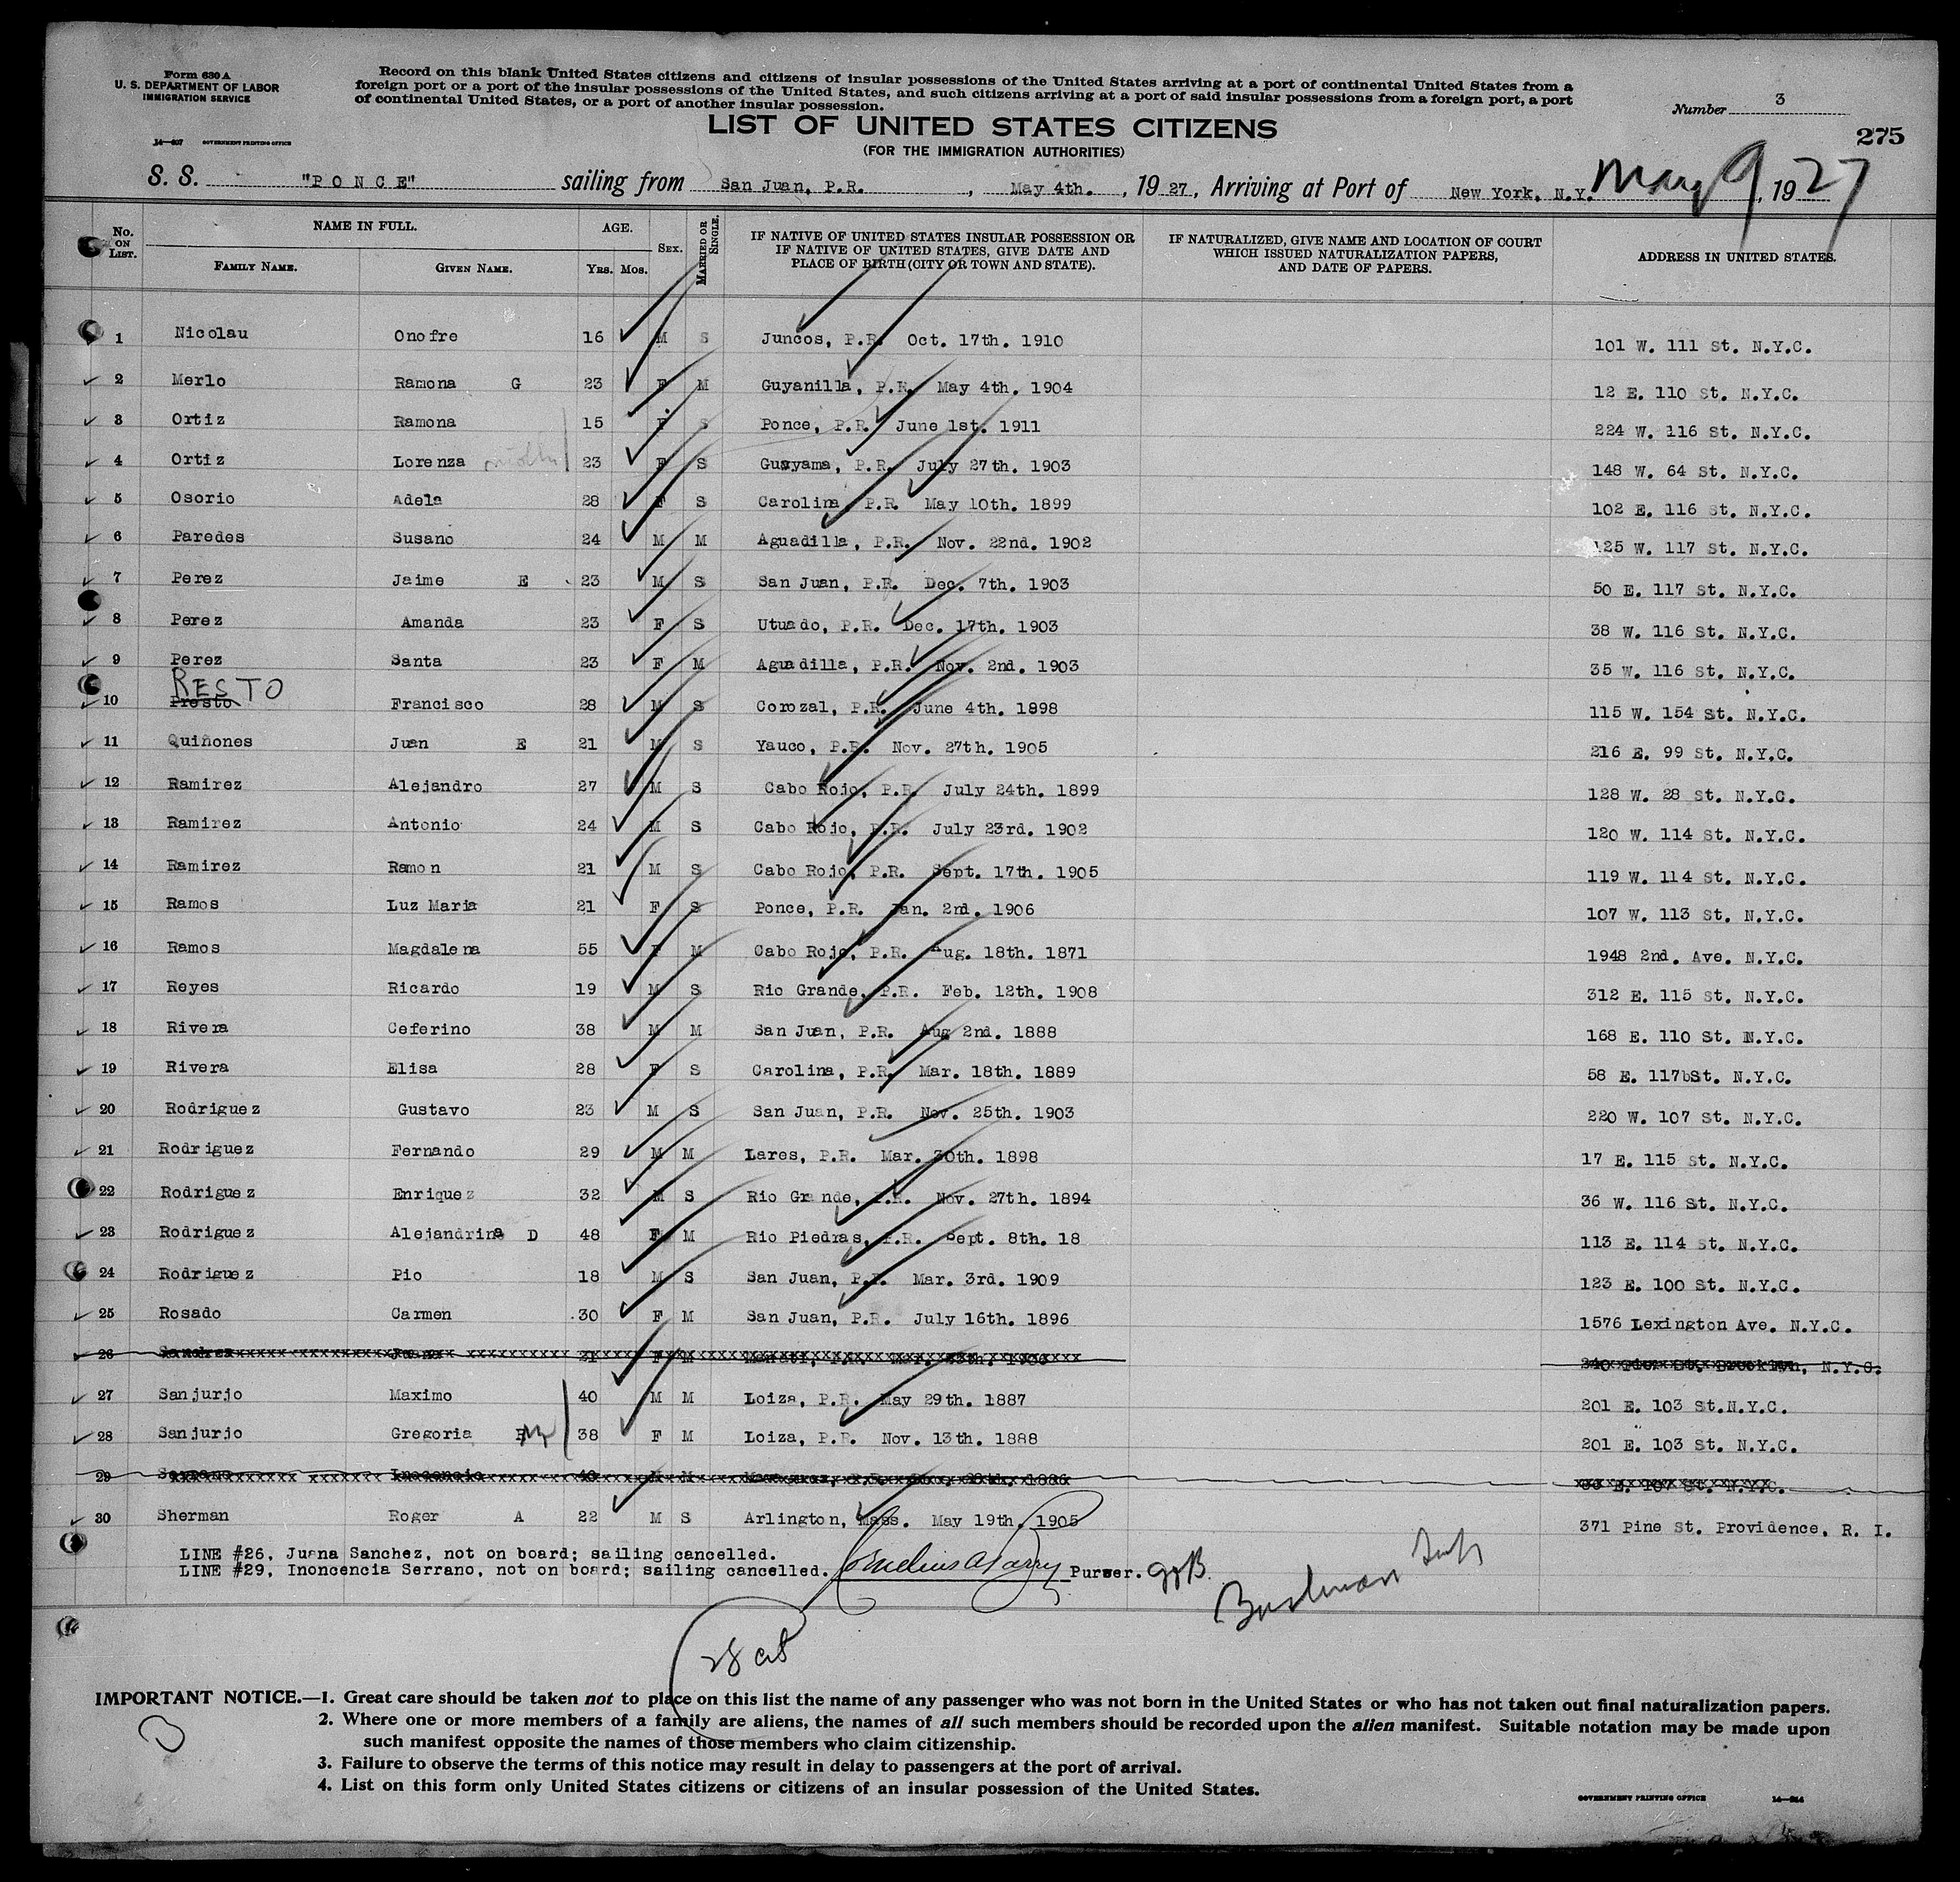 Form 630 A
U. S. DEPARTMENT OF LABOR
IMMIGRATION SERVICE
14—407 GOVERNMENT PRINTING OFFICE
Record on this blank United States citizens and citizens of insular possessions of the United States arriving at a port of continental United States from a
foreign port or a port of the insular possessions of the United States, and such citizens arriving at a port of said insular possessions from a foreign port, a port
of continental United States, or a port of another insular possession.
Number 3
275
LIST OF UNITED STATES CITIZENS
(FOR THE IMMIGRATION AUTHORITIES)
S. S. "PONCE" sailing from San Juan, P.R., May 4th., 1927, Arriving at Port of New York, N.Y. May 9, 1927
No. ON LIST. NAME IN FULL. FAMILY NAME. GIVEN NAME. AGE. YRS. MOS. SEX. MARRIED OR SINGLE. IF NATIVE OF UNITED STATES INSULAR POSSESSION OR IF NATIVE OF UNITED STATES, GIVE DATE AND PLACE OF BIRTH (CITY OR TOWN AND STATE). IF NATURALIZED, GIVE NAME AND LOCATION OF COURT WHICH ISSUED NATURALIZATION PAPERS, AND DATE OF PAPERS. ADDRESS IN UNITED STATES.
1 Nicolau Onofre 16 M S Juncos, P.R. Oct. 17th. 1910 101 W. 111 St. N.Y.C.
2 Merlo Ramona G 23 F M Guyanilla, P.R. May 4th. 1904 12 E. 110 St. N.Y.C.
3 Ortiz Ramona 15 F S Ponce, P.R. June 1st. 1911 224 W. 116 St. N.Y.C.
4 Ortiz Lorenza 23 F S Guayama, P.R. July 27th. 1903 148 W. 64 St. N.Y.C.
5 Osorio Adela 28 F S Carolina, P.R. May 10th. 1899 102 E. 116 St. N.Y.C.
6 Paredes Susano 24 M M Aguadilla, P.R. Nov. 22nd. 1902 125 W. 117 St. N.Y.C.
7 Perez Jaime E 23 M S San Juan, P.R. Dec. 7th. 1903 50 E. 117 St. N.Y.C.
8 Perez Amanda 23 F S Utuado, P.R. Dec. 17th. 1903 38 W. 116 St. N.Y.C.
9 Perez Santa 23 F M Aguadilla, P.R. Nov. 2nd. 1903 35 W. 116 St. N.Y.C.
RESTO
10 Presto Francisco 28 M S Corozal, P.R. June 4th. 1898 115 W. 154 St. N.Y.C.
11 Quiñones Juan E 21 M S Yauco, P.R. Nov. 27th. 1905 216 E. 99 St. N.Y.C.
12 Ramirez Alejandro 27 M S Cabo Rojo, P.R. July 24th. 1899 128 W. 28 St. N.Y.C.
13 Ramirez Antonio 24 M S Cabo Rojo, P.R. July 23rd. 1902 120 W. 114 St. N.Y.C.
14 Ramirez Ramon 21 M S Cabo Rojo, P.R. Sept. 17th. 1905 119 W. 114 St. N.Y.C.
15 Ramos Luz Maria 21 F S Ponce, P.R. Jan. 2nd. 1906 107 W. 113 St. N.Y.C.
16 Ramos Magdalena 55 F M Cabo Rojo, P.R. Aug. 18th. 1871 1948 2nd. Ave. N.Y.C.
17 Reyes Ricardo 19 M S Rio Grande, P.R. Feb. 12th. 1908 312 E. 115 St. N.Y.C.
18 Rivera Ceferino 38 M M San Juan, P.R. Aug 2nd. 1888 168 E. 110 St. N.Y.C.
19 Rivera Elisa 28 F S Carolina, P.R. Mar. 18th. 1889 58 E. 117bSt. N.Y.C.
20 Rodriguez Gustavo 23 M S San Juan, P.R. Nov. 25th. 1903 220 W. 107 St. N.Y.C.
21 Rodriguez Fernando 29 M M Lares, P.R. Mar. 30th. 1898 17 E. 115 St. N.Y.C.
22 Rodriguez Enriquez 32 M S Rio Grande, P.R. Nov. 27th. 1894 36 W. 116 St. N.Y.C.
23 Rodriguez Alejandrina D 48 F M Rio Piedras, P.R. Sept. 8th. 18 113 E. 114 St. N.Y.C.
24 Rodriguez Pio 18 M S San Juan, P.R. Mar. 3rd. 1909 123 E. 100 St. N.Y.C.
25 Rosado Carmen 30 F M San Juan, P.R. July 16th. 1896 1576 Lexington Ave. N.Y.C.
26 Sanchez Juana 21 F M Brooklyn, N.Y.C.
27 Sanjurjo Maximo 40 M M Loiza, P.R. May 29th. 1887 201 E. 103 St.N.Y.C.
28 Sanjurjo Gregoria 38 F M Loiza, P.R. Nov. 13th. 1888 201 E. 103 St. N.Y.C.
29 Serrano Inocencia 40 M 1886 107 St. N.Y.C.
30 Sherman Roger A 22 M S Arlington, Mass. May 19th. 1905 371 Pine St. Providence, R. I.
LINE #26, Juana Sanchez, not on board; sailing cancelled.
LINE #29, Inoncencia Serrano, not on board; sailing cancelled. Purser.
IMPORTANT NOTICE.—1. Great care should be taken not to place on this list the name of any passenger who was not born in the United States or who has not taken out final naturalization papers.
2. Where one or more members of a family are aliens, the names of all such members should be recorded upon the alien manifest. Suitable notation may be made upon
such manifest opposite the names of those members who claim citizenship.
3. Failure to observe the terms of this notice may result in delay to passengers at the port of arrival.
4. List on this form only United States citizens or citizens of an insular possession of the United States.
GOVERNMENT PRINTING OFFICE